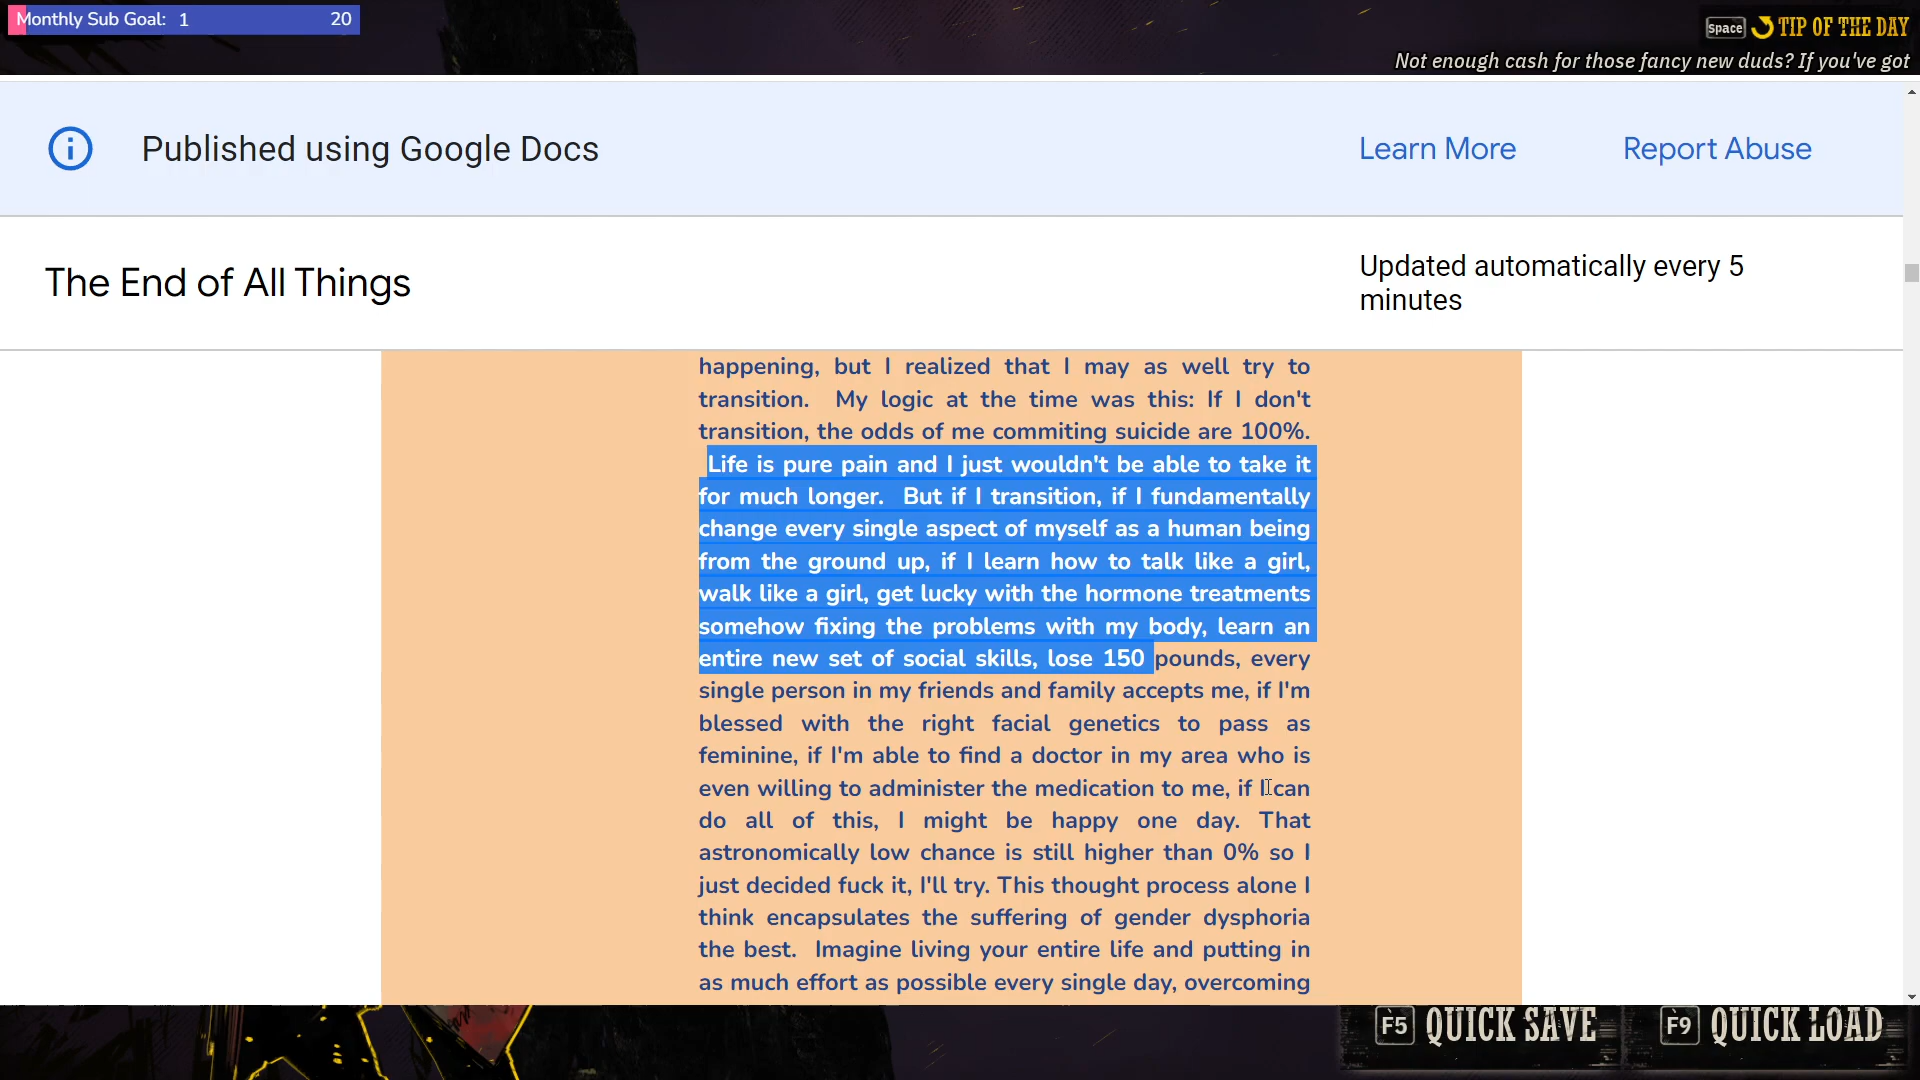 Monthly Sub Goal: 1 20
Space TIP OF THE DAY
Not enough cash for those fancy new duds? If you've got
Published using Google Docs
Learn More
Report Abuse
The End of All Things
Updated automatically every 5
minutes
happening, but I realized that I may as well try to
transition. My logic at the time was this: If I don't
transition, the odds of me commiting suicide are 100%.
Life is pure pain and I just wouldn't be able to take it
for much longer. But if I transition, if I fundamentally
change every single aspect of myself as a human being
from the ground up, if I learn how to talk like a girl,
walk like a girl, get lucky with the hormone treatments
somehow fixing the problems with my body, learn an
entire new set of social skills, lose 150 pounds, every
single person in my friends and family accepts me, if I'm
blessed with the right facial genetics to pass as
feminine, if I'm able to find a doctor in my area who is
even willing to administer the medication to me, if I can
do all of this, I might be happy one day. That
astronomically low chance is still higher than 0% so I
just decided fuck it, I'll try. This thought process alone I
think encapsulates the suffering of gender dysphoria
the best. Imagine living your entire life and putting in
as much effort as possible every single day, overcoming
F5 QUICK SAVE
F9 QUICK LOAD